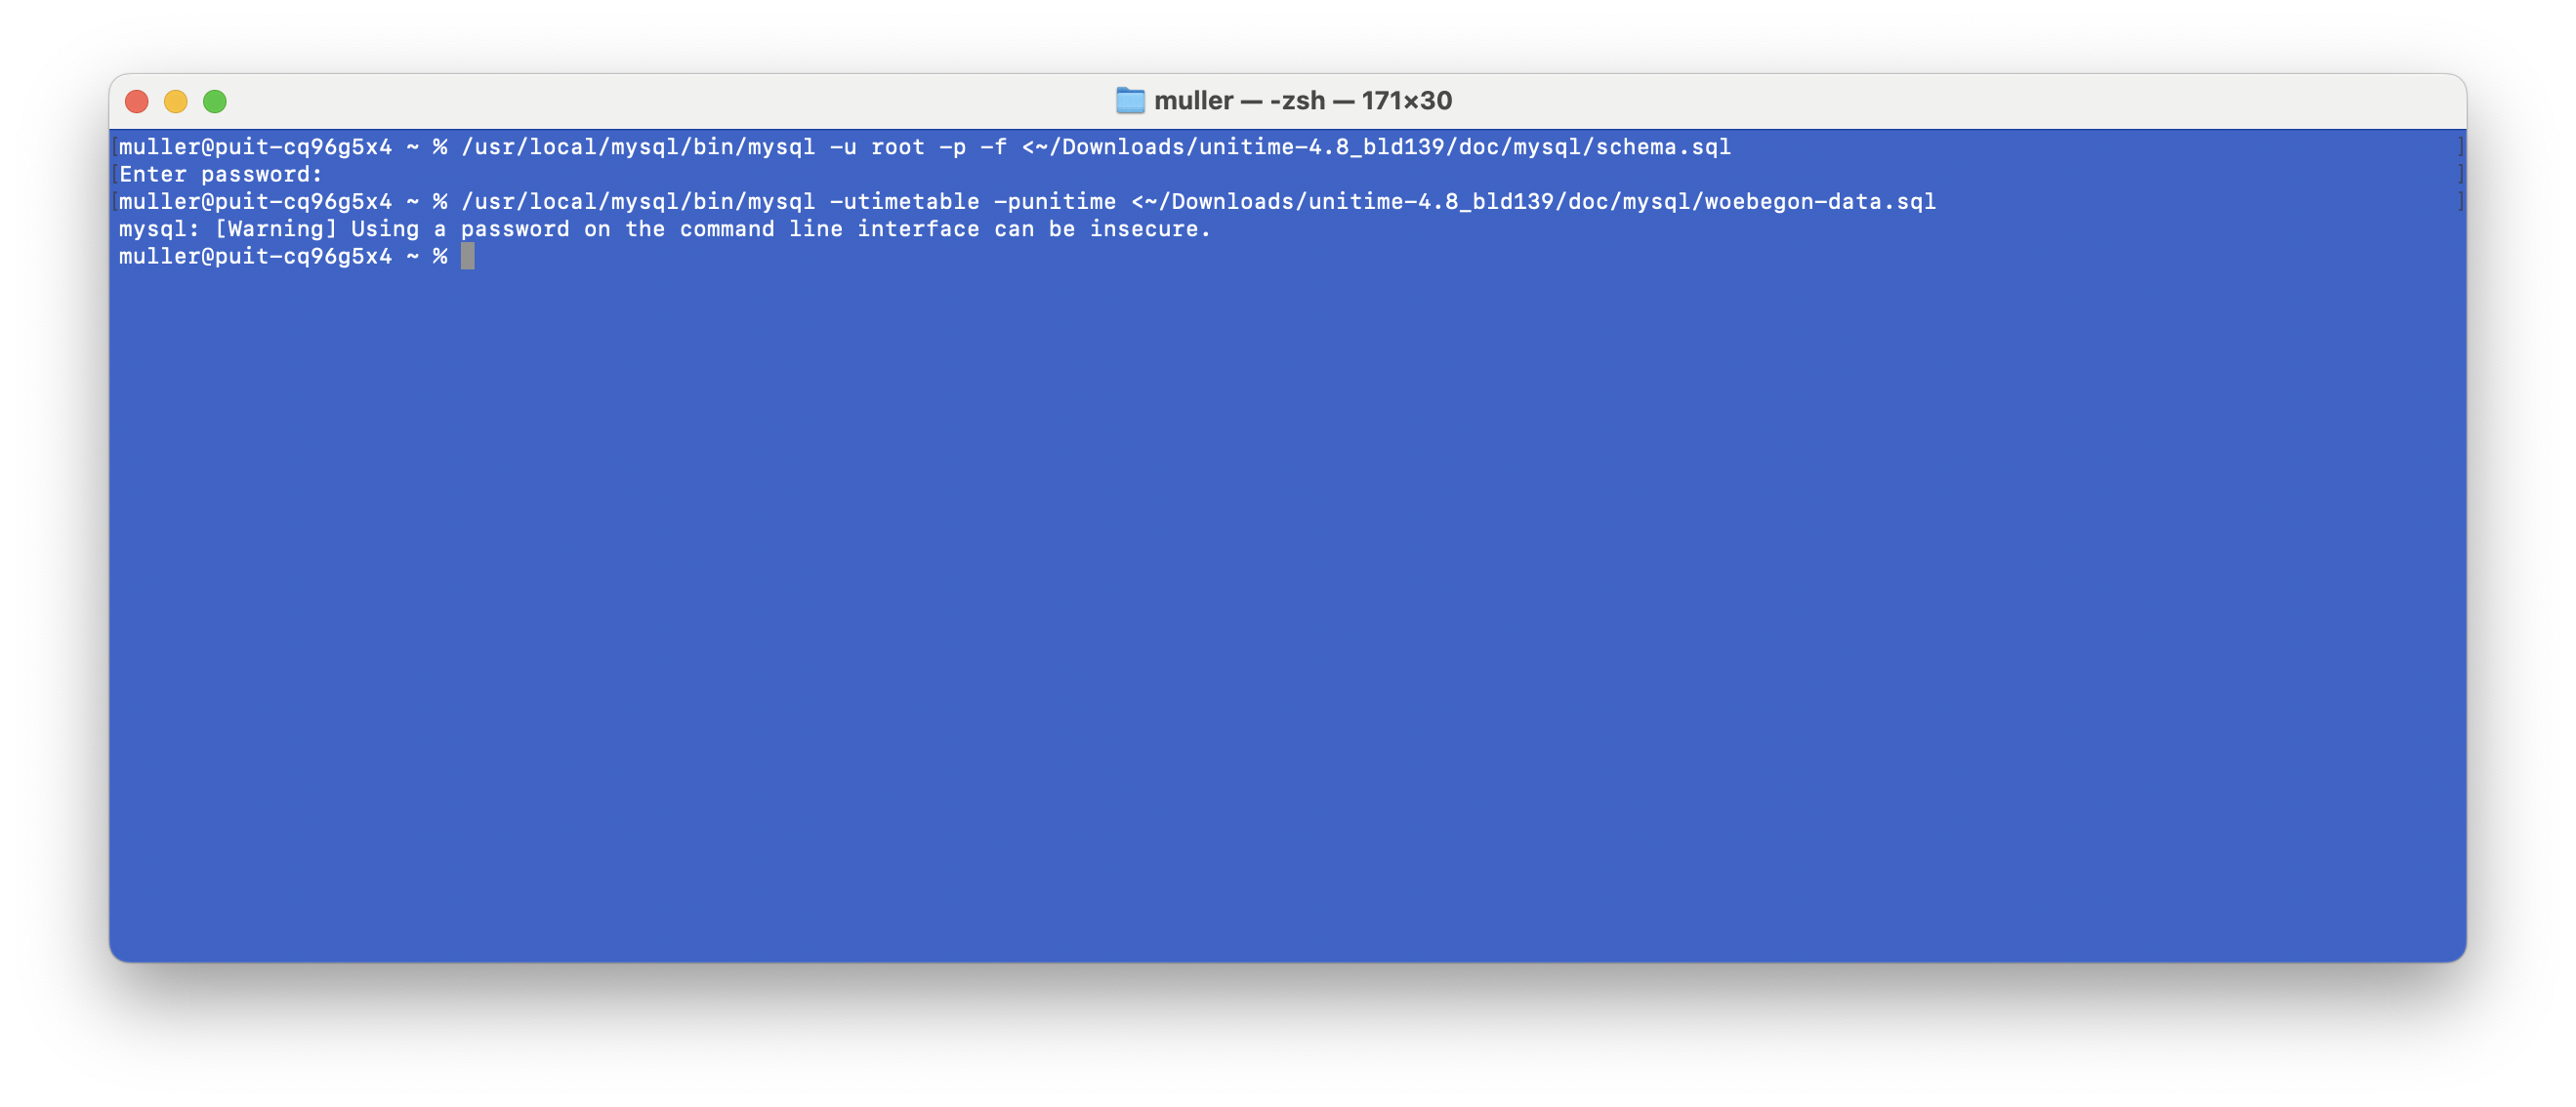 muller — -zsh — 171×30
[muller@puit-cq96g5x4 ~ % /usr/local/mysql/bin/mysql -u root -p -f <~/Downloads/unitime-4.8_bld139/doc/mysql/schema.sql ]
[Enter password: ]
[muller@puit-cq96g5x4 ~ % /usr/local/mysql/bin/mysql -utimetable -punitime <~/Downloads/unitime-4.8_bld139/doc/mysql/woebegon-data.sql ]
mysql: [Warning] Using a password on the command line interface can be insecure.
muller@puit-cq96g5x4 ~ %